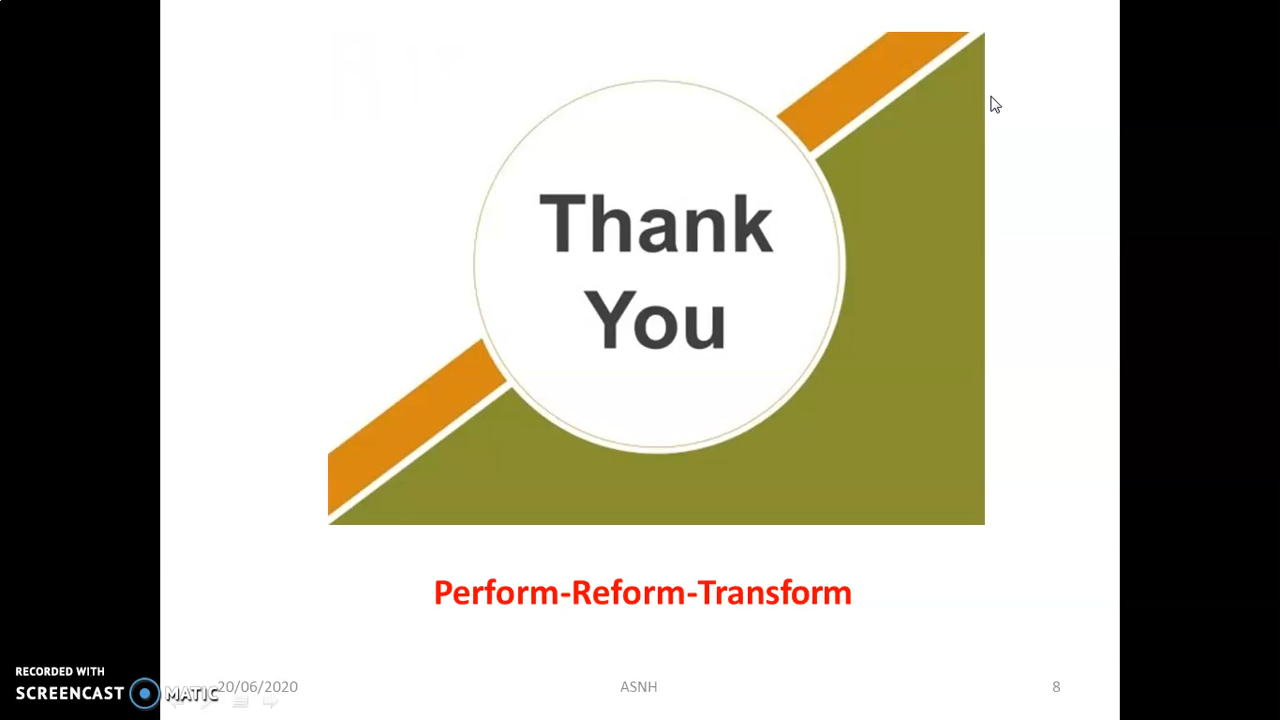 Thank
You
Perform-Reform-Transform
RECORDED WITH
SCREENCAST MATIC
20/06/2020 ASNH 8